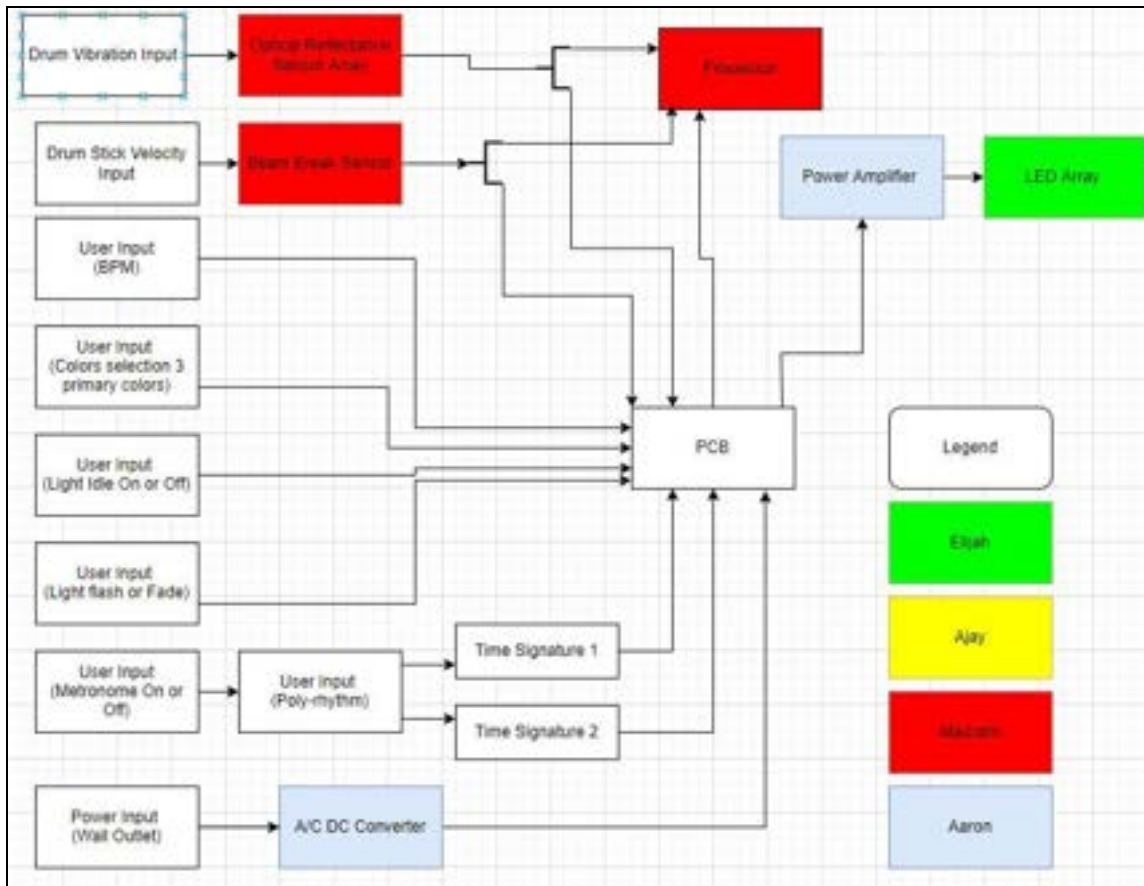 Drum Vibration Input
Optical Reflectance
Sensor Array
Processor
Drum Stick Velocity
Input
Beam Break Sensor
Power Amplifier
LED Array
User Input
(BPM)
User Input
(Colors selection 3
primary colors)
PCB
Legend
User Input
(Light Idle On or Off)
Elijah
User Input
(Light flash or Fade)
Ajay
User Input
(Metronome On or
Off)
User Input
(Poly-rhythm)
Time Signature 1
Time Signature 2
Power Input
(Wall Outlet)
A/C DC Converter
Aaron